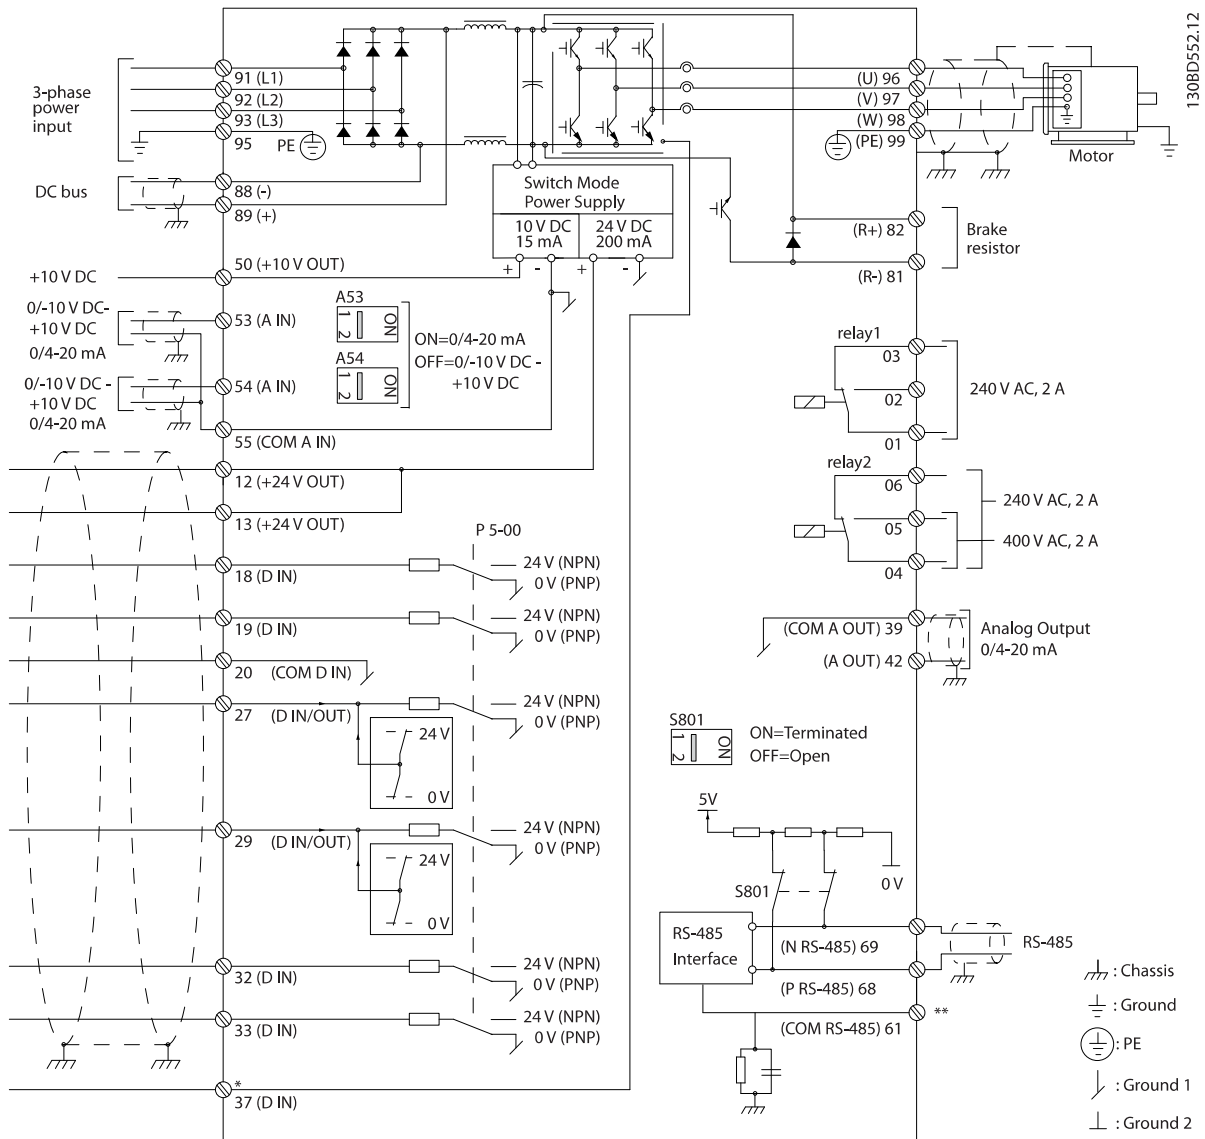 130BD552.12
3-phase
power
input
91 (L1)
92 (L2)
93 (L3)
95
PE
DC bus
88 (-)
89 (+)
+10 V DC
50 (+10 V OUT)
0/-10 V DC-
+10 V DC
0/4-20 mA
53 (A IN)
0/-10 V DC -
+10 V DC
0/4-20 mA
54 (A IN)
55 (COM A IN)
12 (+24 V OUT)
13 (+24 V OUT)
18 (D IN)
19 (D IN)
20 (COM D IN)
27 (D IN/OUT)
24 V
0 V
29 (D IN/OUT)
24 V
0 V
32 (D IN)
33 (D IN)
*
37 (D IN)
Switch Mode
Power Supply
10 V DC
15 mA
24 V DC
200 mA
+ - + -
A53
1 2 ON
A54
1 2 ON
ON=0/4-20 mA
OFF=0/-10 V DC -
+10 V DC
P 5-00
24 V (NPN)
0 V (PNP)
24 V (NPN)
0 V (PNP)
24 V (NPN)
0 V (PNP)
24 V (NPN)
0 V (PNP)
24 V (NPN)
0 V (PNP)
24 V (NPN)
0 V (PNP)
(U) 96
(V) 97
(W) 98
(PE) 99
Motor
(R+) 82
(R-) 81
Brake
resistor
relay1
03
02
01
240 V AC, 2 A
relay2
06
05
04
240 V AC, 2 A
400 V AC, 2 A
(COM A OUT) 39
(A OUT) 42
Analog Output
0/4-20 mA
S801
1 2 ON
ON=Terminated
OFF=Open
5V
0 V
S801
RS-485
Interface
(N RS-485) 69
(P RS-485) 68
(COM RS-485) 61
RS-485
**
: Chassis
: Ground
: PE
: Ground 1
: Ground 2